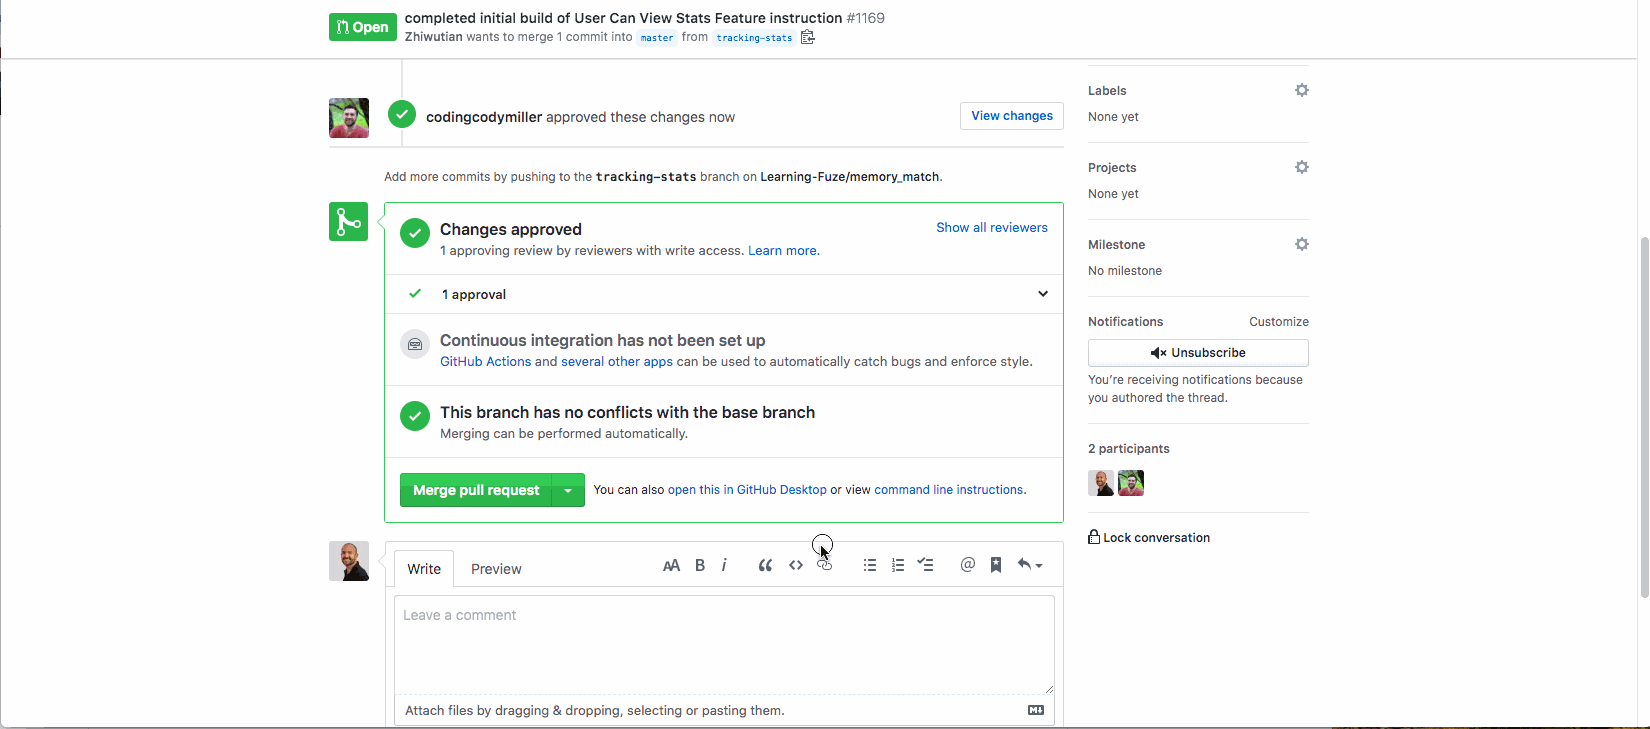 Open
completed initial build of User Can View Stats Feature instruction #1169
Zhiwutian wants to merge 1 commit into master from tracking-stats
codingcodymiller approved these changes now
View changes
Add more commits by pushing to the tracking-stats branch on Learning-Fuze/memory_match.
Changes approved
Show all reviewers
1 approving review by reviewers with write access. Learn more.
1 approval
Continuous integration has not been set up
GitHub Actions and several other apps can be used to automatically catch bugs and enforce style.
This branch has no conflicts with the base branch
Merging can be performed automatically.
Merge pull request
You can also open this in GitHub Desktop or view command line instructions.
Write
Preview
AA B i
Leave a comment
Attach files by dragging & dropping, selecting or pasting them.
Labels
None yet
Projects
None yet
Milestone
No milestone
Notifications
Customize
Unsubscribe
You're receiving notifications because
you authored the thread.
2 participants
Lock conversation